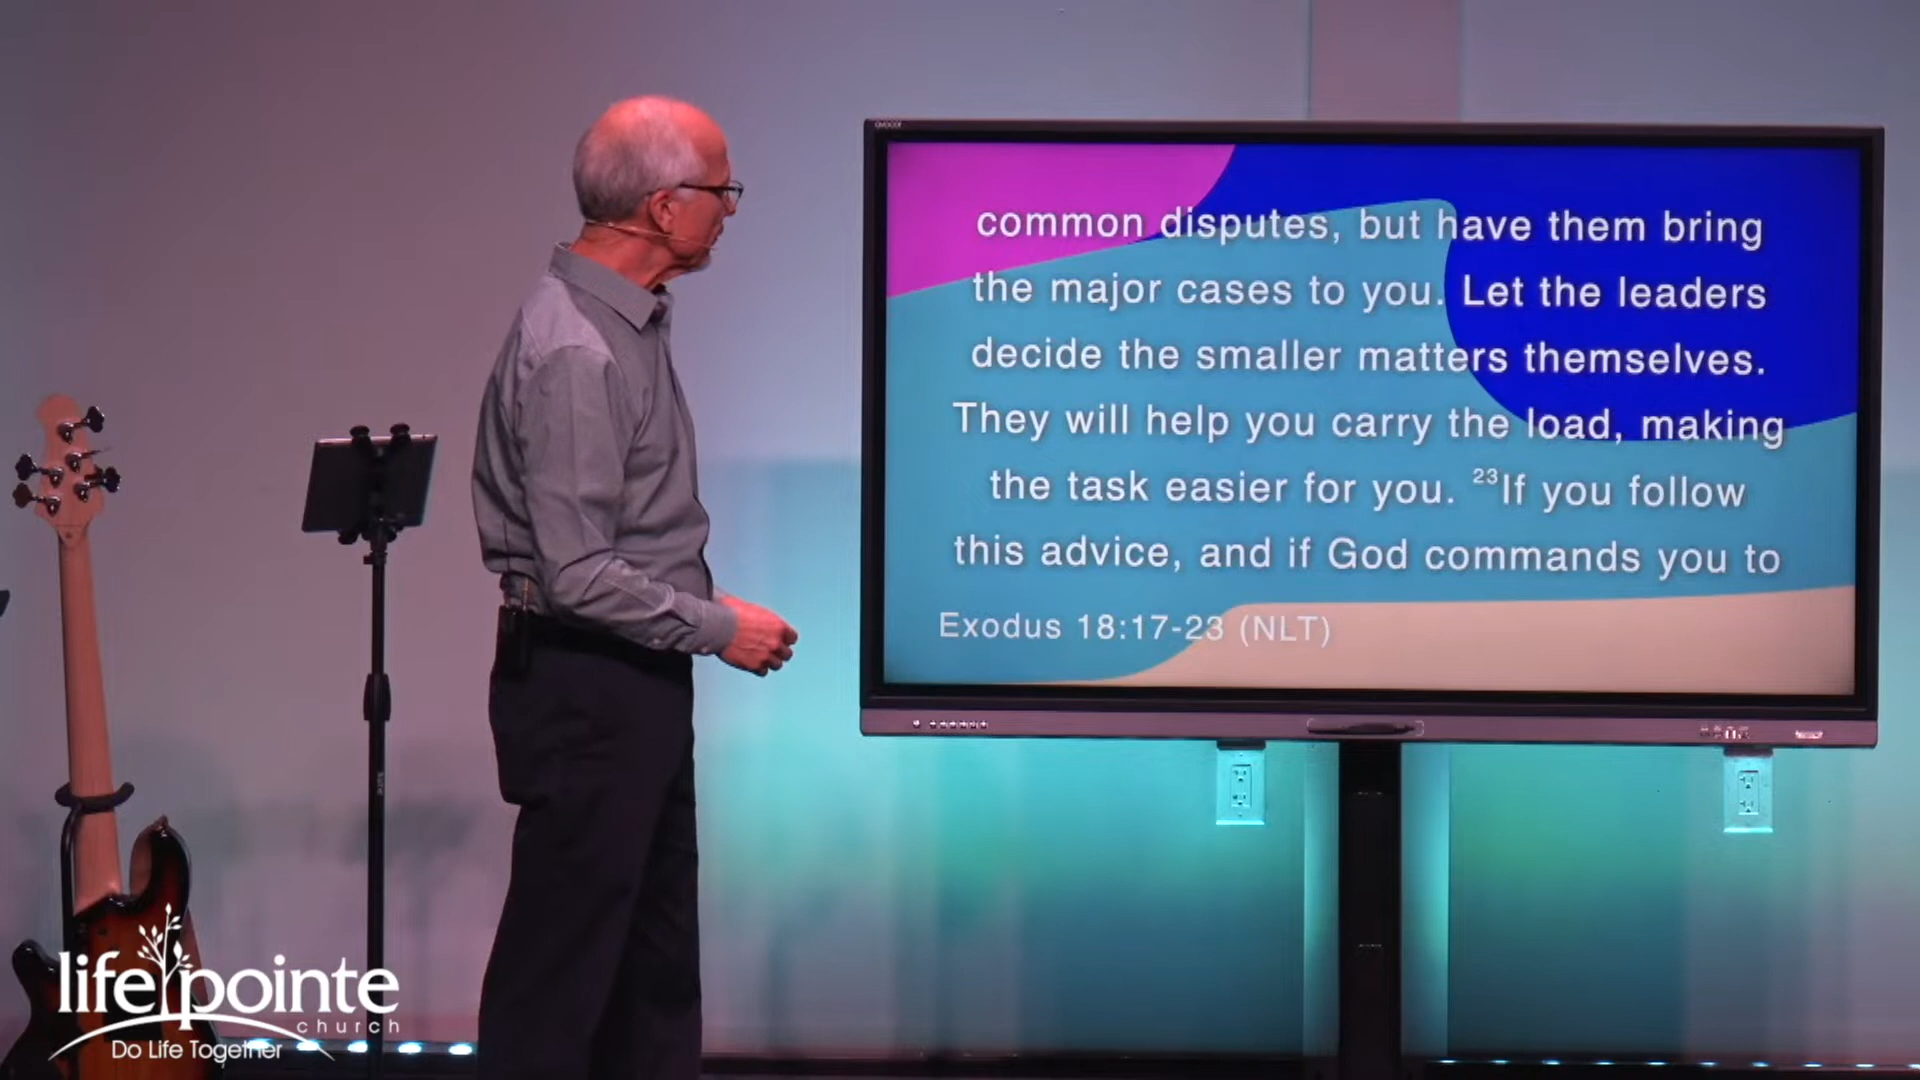 common disputes, but have them bring
the major cases to you. Let the leaders
decide the smaller matters themselves.
They will help you carry the load, making
the task easier for you. ²³If you follow
this advice, and if God commands you to
Exodus 18:17-23 (NLT)
life pointe
church
Do Life Together